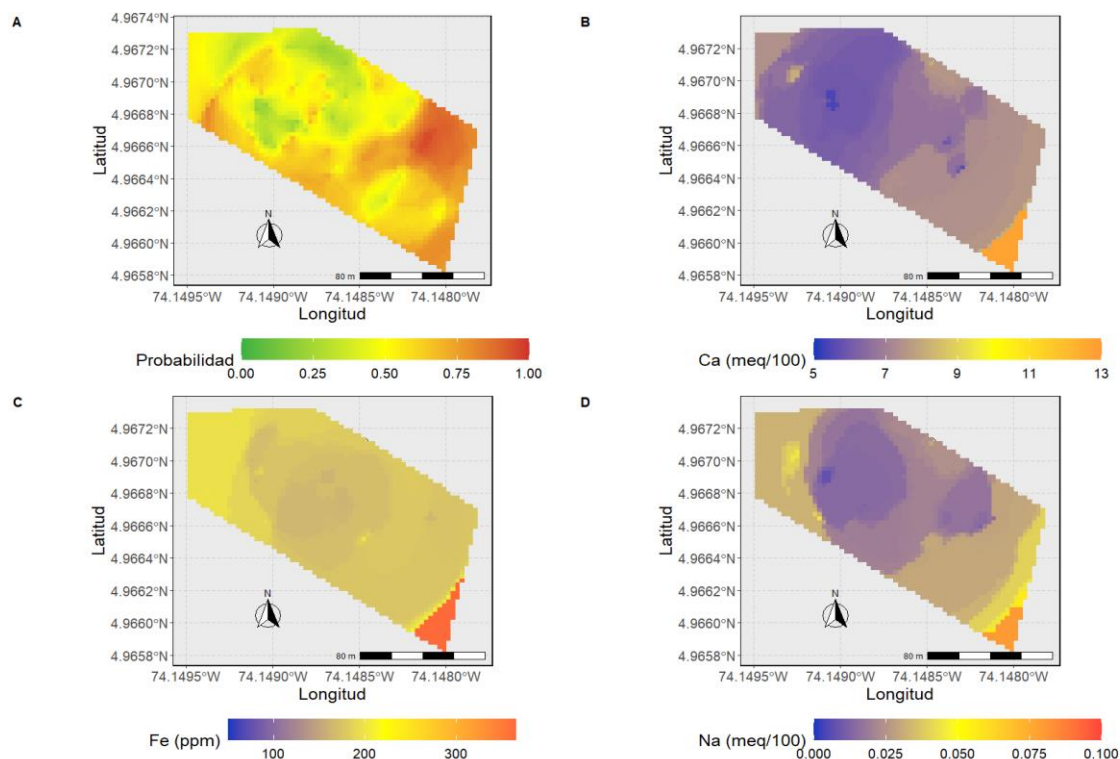 A
4.9674°N
4.9672°N
4.9670°N
4.9668°N
4.9666°N
4.9664°N
4.9662°N
4.9660°N
4.9658°N
Latitud
N
80 m
74.1495°W 74.1490°W 74.1485°W 74.1480°W
Longitud
Probabilidad
0.00 0.25 0.50 0.75 1.00
B
4.9672°N
4.9670°N
4.9668°N
4.9666°N
4.9664°N
4.9662°N
4.9660°N
4.9658°N
Latitud
N
80 m
74.1495°W 74.1490°W 74.1485°W 74.1480°W
Longitud
Ca (meq/100)
5 7 9 11 13
C
4.9672°N
4.9670°N
4.9668°N
4.9666°N
4.9664°N
4.9662°N
4.9660°N
4.9658°N
Latitud
N
80 m
74.1495°W 74.1490°W 74.1485°W 74.1480°W
Longitud
Fe (ppm)
100 200 300
D
4.9672°N
4.9670°N
4.9668°N
4.9666°N
4.9664°N
4.9662°N
4.9660°N
4.9658°N
Latitud
N
80 m
74.1495°W 74.1490°W 74.1485°W 74.1480°W
Longitud
Na (meq/100)
0.000 0.025 0.050 0.075 0.100